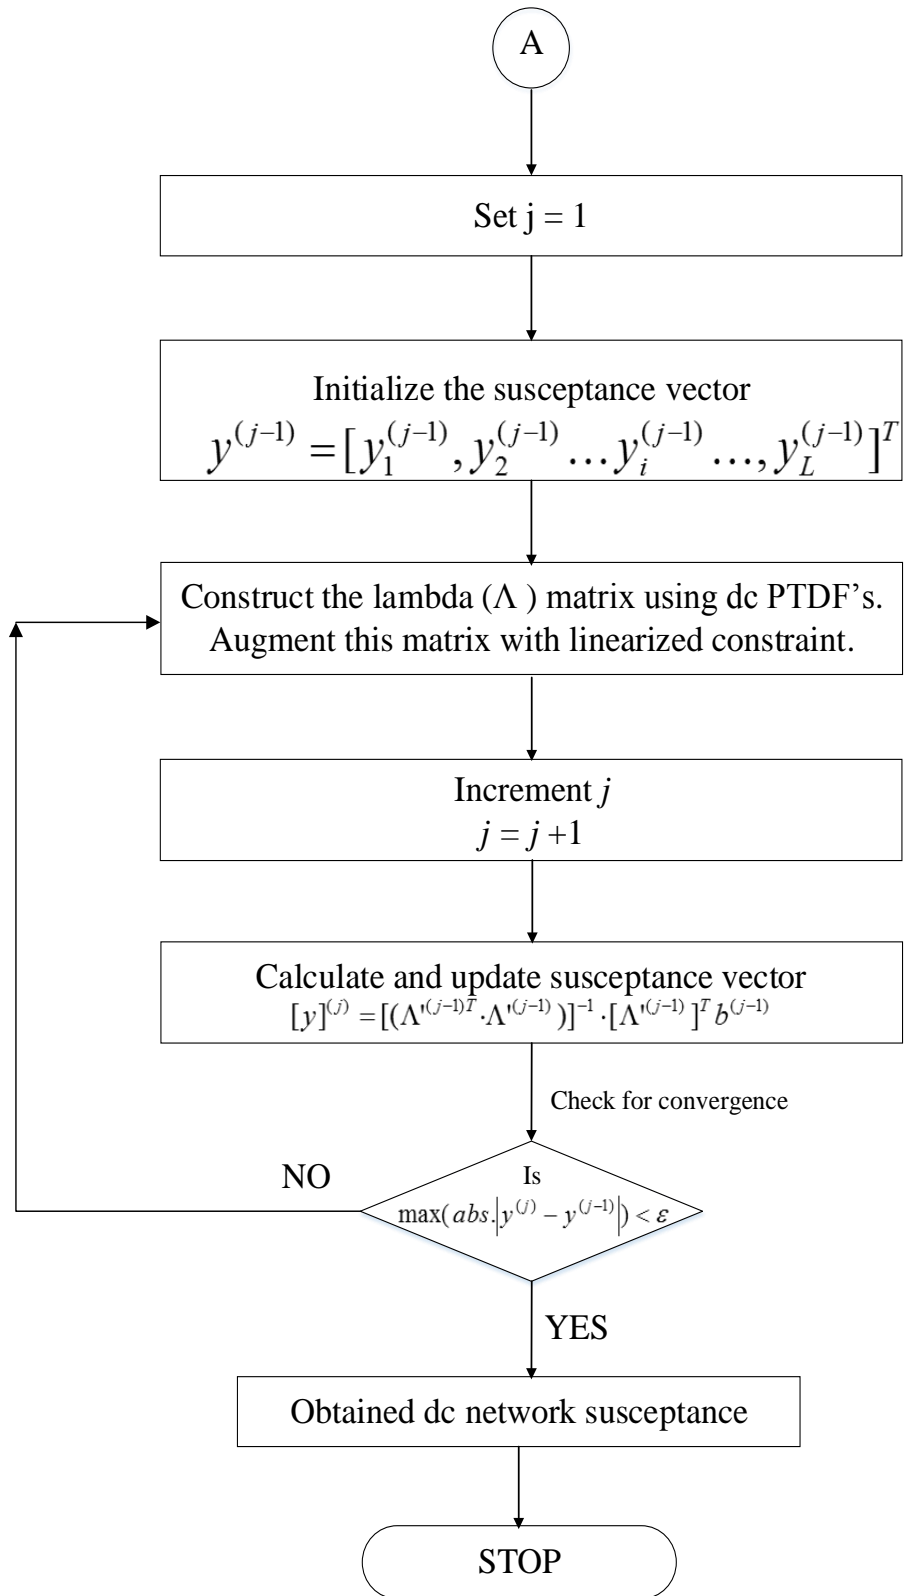 A
Set j = 1
Initialize the susceptance vector
y^{(j-1)} = [y_1^{(j-1)}, y_2^{(j-1)} ... y_i^{(j-1)} ..., y_L^{(j-1)}]^T
Construct the lambda (Λ ) matrix using dc PTDF's.
Augment this matrix with linearized constraint.
Increment j
j = j +1
Calculate and update susceptance vector
[y]^{(j)} = [(Λ'^{(j-1)T} · Λ'^{(j-1)})]^{-1} · [Λ'^{(j-1)}]^T b^{(j-1)}
Check for convergence
Is
max(abs.|y^{(j)} − y^{(j-1)}|) < ε
NO
YES
Obtained dc network susceptance
STOP